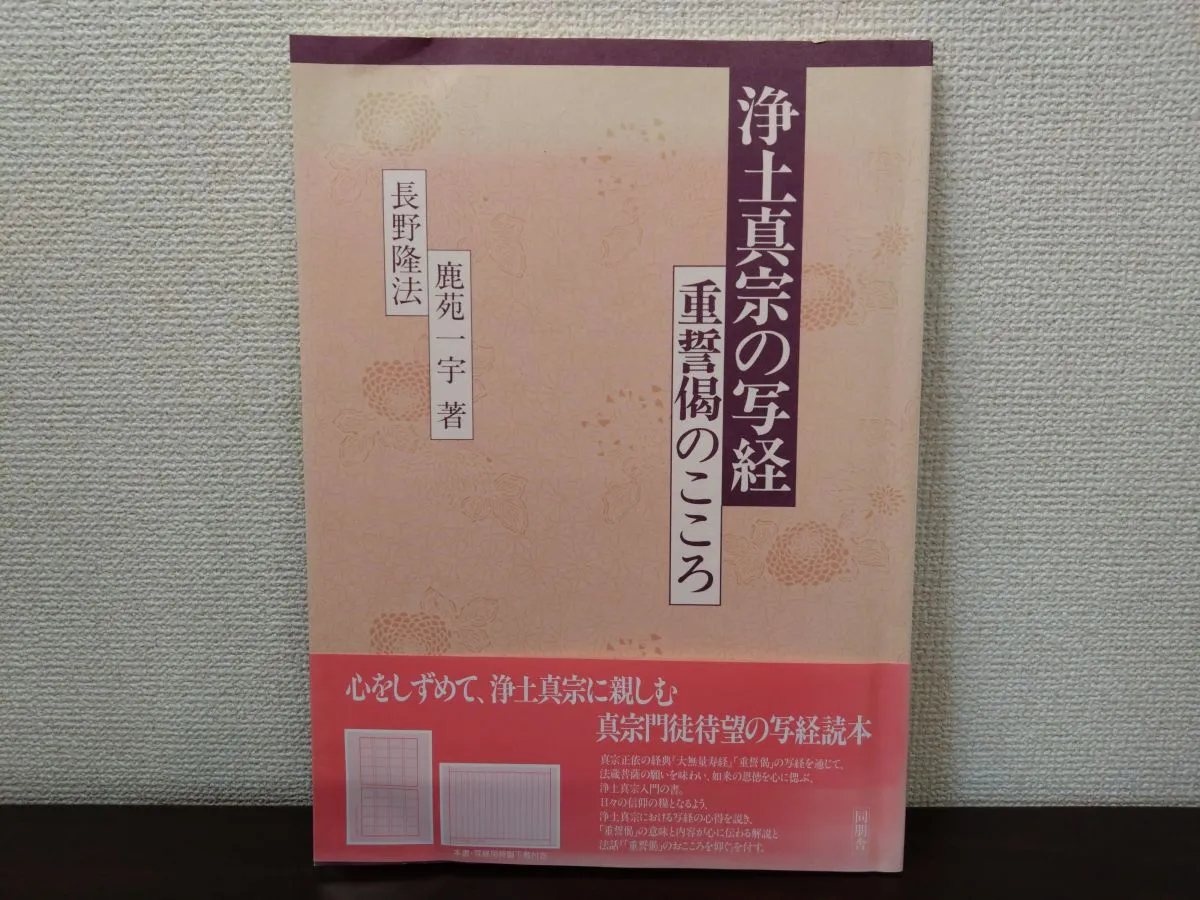 浄土真宗の写経
重誓偈のこころ
鹿苑一宇 著
長野隆法
心をしずめて、浄土真宗に親しむ
真宗門徒待望の写経読本
真宗正依の経典『大無量寿経』「重誓偈」の写経を通じて、
法蔵菩薩の願いを味わい、如来の恩徳を心に偲ぶ、
浄土真宗入門の書。
日々の信仰の糧となるよう、
浄土真宗における写経の心得を説き、
「重誓偈」の意味と内容が心に伝わる解説と
法話「「重誓偈」のおこころを仰ぐ」を付す。
同朋舎